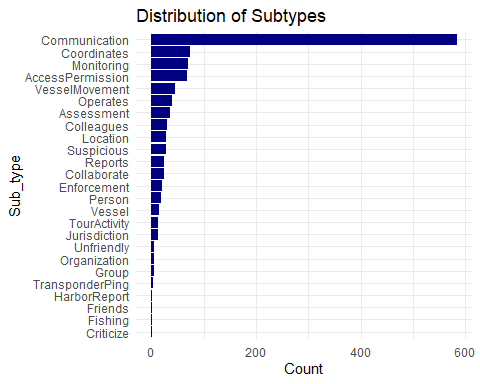 Distribution of Subtypes
Sub_type
Communication
Coordinates
Monitoring
AccessPermission
VesselMovement
Operates
Assessment
Colleagues
Location
Suspicious
Reports
Collaborate
Enforcement
Person
Vessel
TourActivity
Jurisdiction
Unfriendly
Organization
Group
TransponderPing
HarborReport
Friends
Fishing
Criticize
0 200 400 600
Count